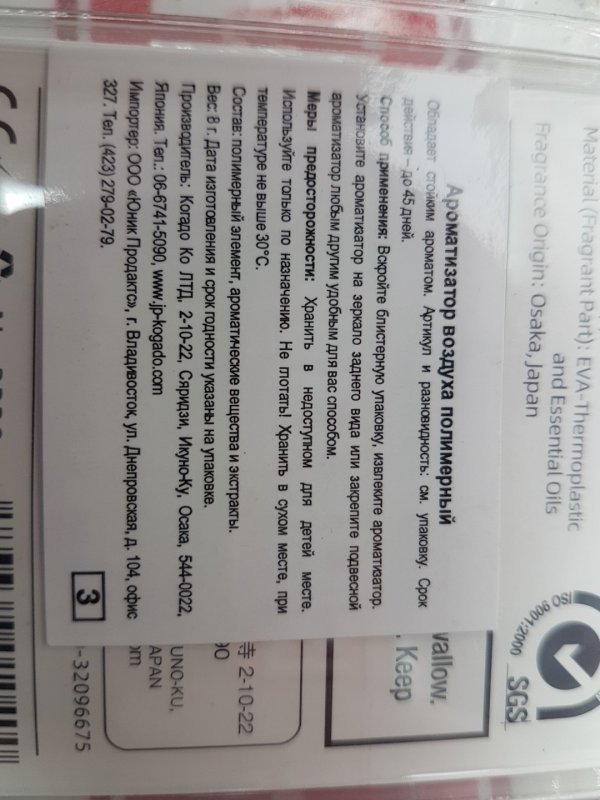 Material (Fragrant Part): EVA-Thermoplastic
and Essential Oils
Fragrance Origin: Osaka, Japan
ISO 9001:2000
SGS
Ароматизатор воздуха полимерный
Обладает стойким ароматом. Артикул и разновидность: см. упаковку. Срок
действия – до 45 дней.
Способ применения: Вскройте блистерную упаковку, извлеките ароматизатор.
Установите ароматизатор на зеркало заднего вида или закрепите подвесной
ароматизатор любым другим удобным для вас способом.
Меры предосторожности: Хранить в недоступном для детей месте.
Используйте только по назначению. Не глотать! Хранить в сухом месте, при
температуре не выше 30°C.
Состав: полимерный элемент, ароматические вещества и экстракты.
Вес: 8 г. Дата изготовления и срок годности указаны на упаковке.
Производитель: Когадо Ко ЛТД, 2-10-22, Сяридзи, Икуно-Ку, Осака, 544-0022,
Япония. Тел.: 06-6741-5090, www.jp-kogado.com
Импортер: ООО «Юник Продактс», г. Владивосток, ул. Днепровская, д. 104, офис
327. Тел. (423) 279-02-79.
3
wallow.
Keep
寺 2-10-22
90
UNO-KU,
APAN
om
-32096675